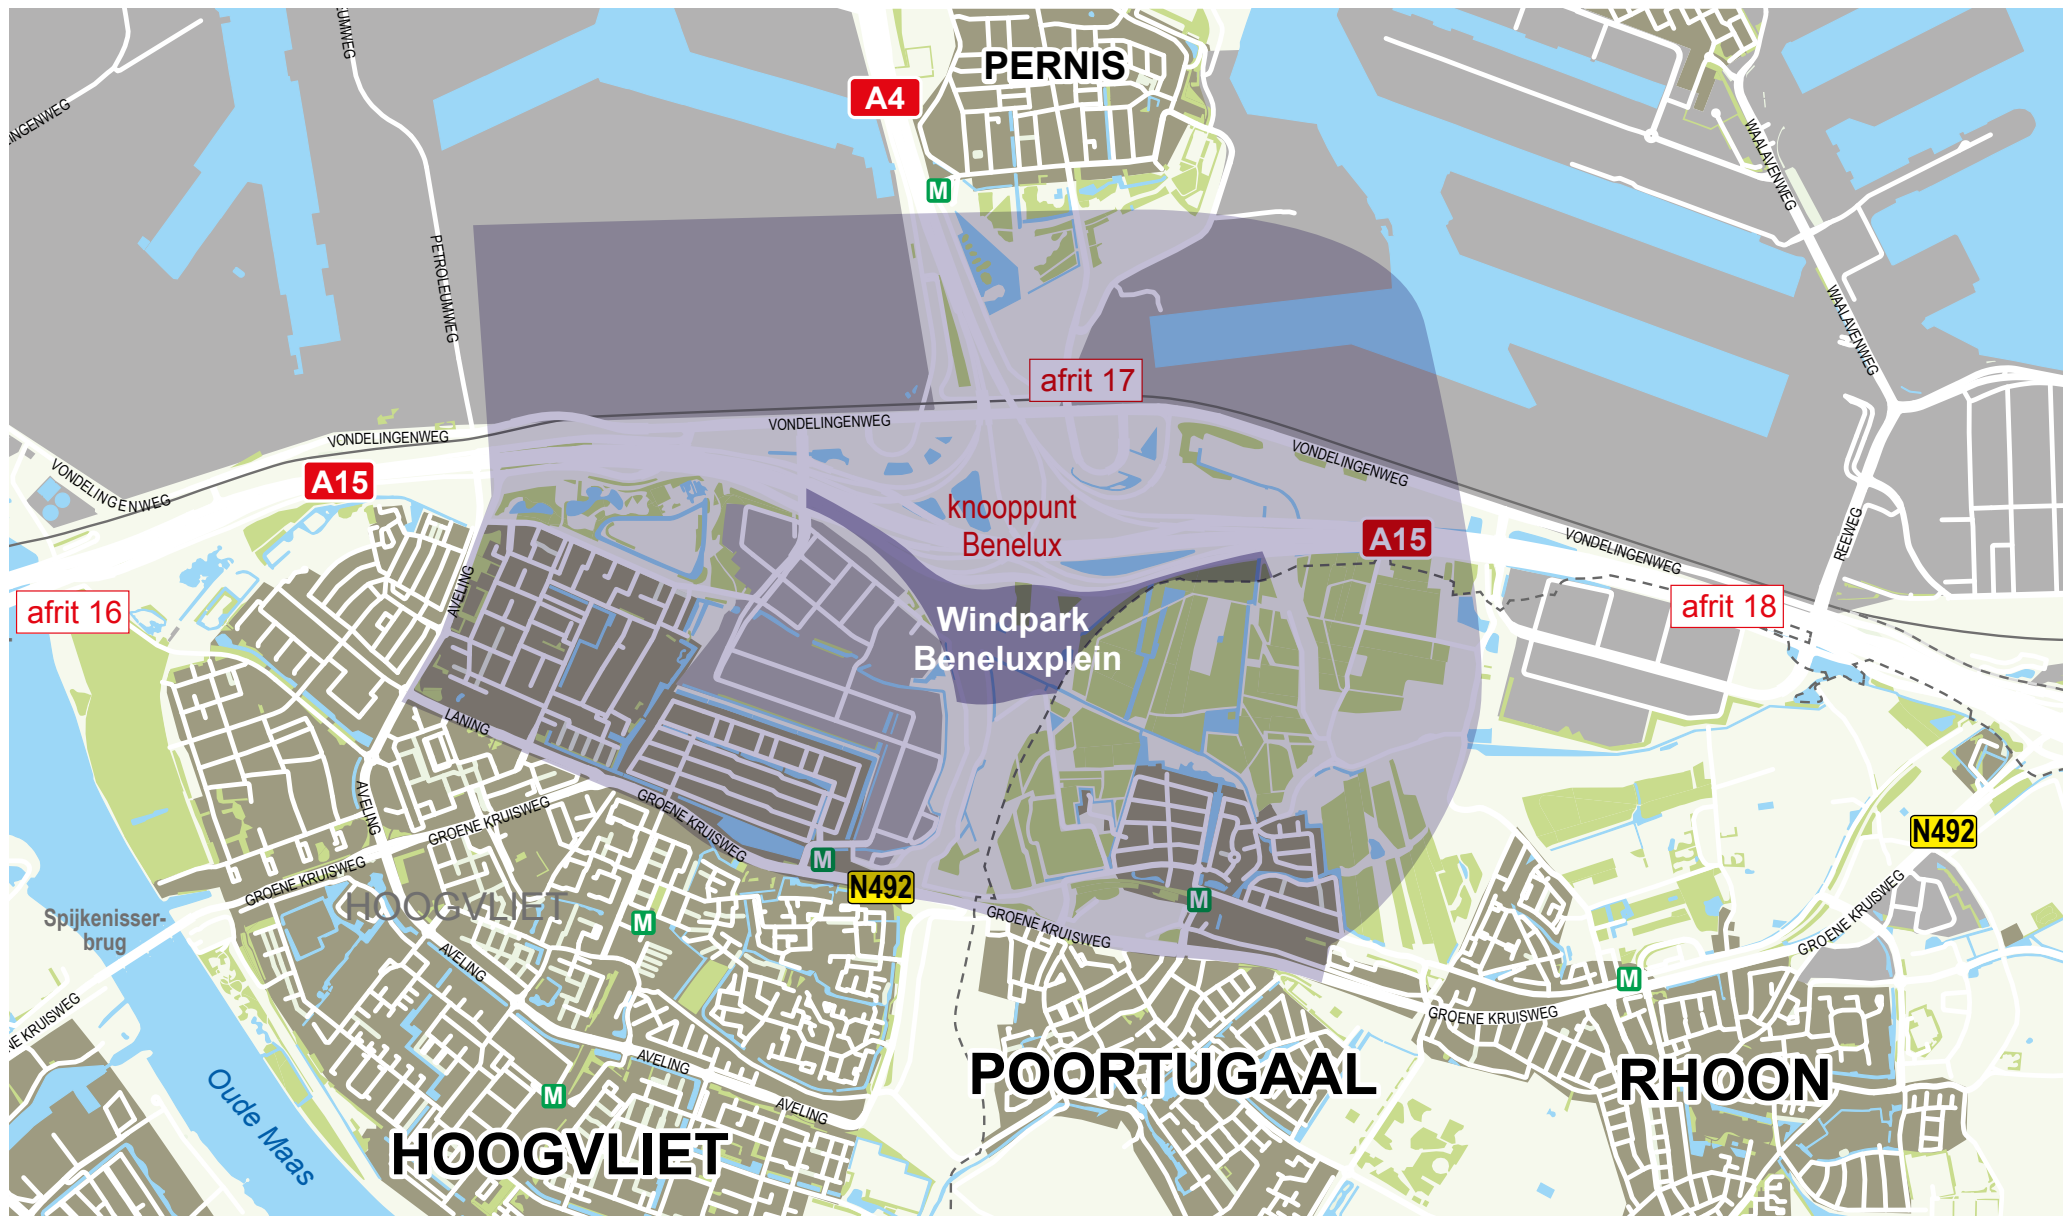 PERNIS
A4
M
PETROLEUMWEG
WAALAVENWEG
WAALAVENWEG
afrit 17
VONDELINGENWEG
VONDELINGENWEG
VONDELINGENWEG
VONDELINGENWEG
VONDELINGENWEG
A15
knooppunt
Benelux
A15
REEWEG
AVELING
afrit 16
afrit 18
Windpark
Beneluxplein
LANING
AVELING
GROENE KRUISWEG
GROENE KRUISWEG
GROENE KRUISWEG
M
N492
N492
M
HOOGVLIET
Spijkenisser-
brug
M
GROENE KRUISWEG
GROENE KRUISWEG
AVELING
M
GROENE KRUISWEG
AVELING
POORTUGAAL
RHOON
M
AVELING
Oude Maas
HOOGVLIET